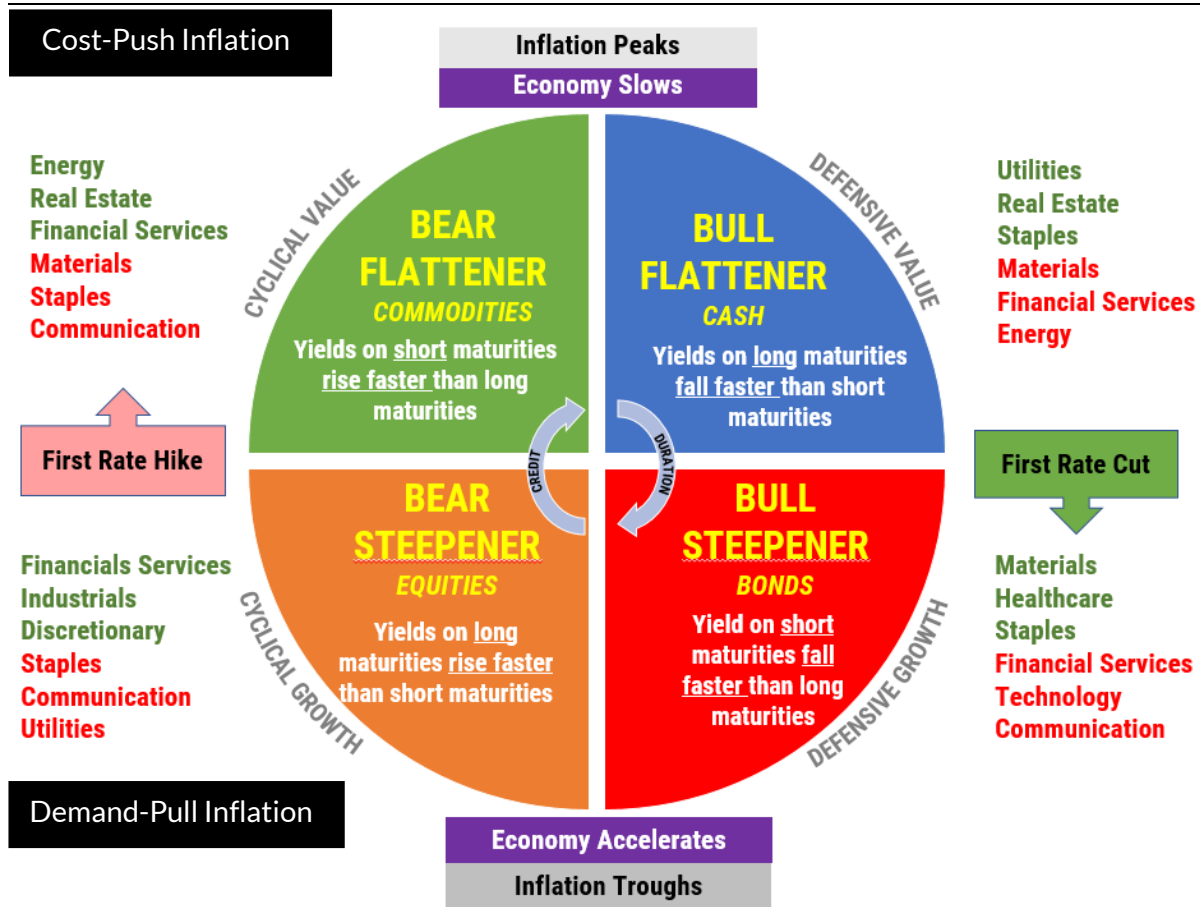 Cost-Push Inflation
Inflation Peaks
Economy Slows
Energy
Real Estate
Financial Services
Materials
Staples
Communication
CYCLICAL VALUE
BEAR
FLATTENER
COMMODITIES
Yields on short maturities
rise faster than long
maturities
BULL
FLATTENER
CASH
Yields on long maturities
fall faster than short
maturities
DEFENSIVE VALUE
Utilities
Real Estate
Staples
Materials
Financial Services
Energy
First Rate Hike
CREDIT
DURATION
First Rate Cut
Financials Services
Industrials
Discretionary
Staples
Communication
Utilities
CYCLICAL GROWTH
BEAR
STEEPENER
EQUITIES
Yields on long
maturities rise faster
than short maturities
BULL
STEEPENER
BONDS
Yield on short
maturities fall
faster than long
maturities
DEFENSIVE GROWTH
Materials
Healthcare
Staples
Financial Services
Technology
Communication
Demand-Pull Inflation
Economy Accelerates
Inflation Troughs